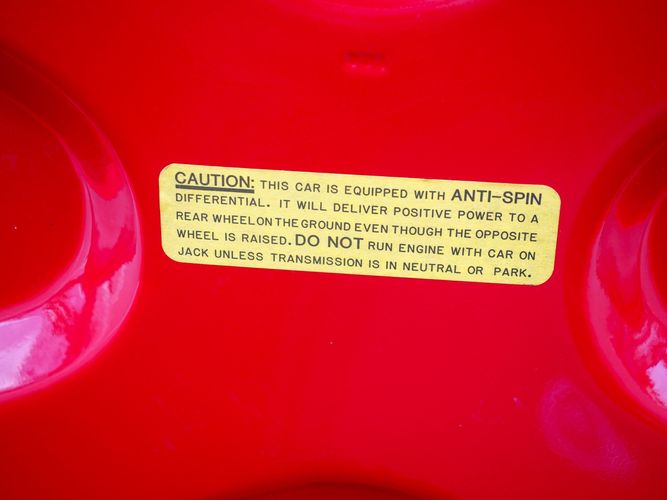 CAUTION: THIS CAR IS EQUIPPED WITH ANTI-SPIN
DIFFERENTIAL. IT WILL DELIVER POSITIVE POWER TO A
REAR WHEEL ON THE GROUND EVEN THOUGH THE OPPOSITE
WHEEL IS RAISED. DO NOT RUN ENGINE WITH CAR ON
JACK UNLESS TRANSMISSION IS IN NEUTRAL OR PARK.